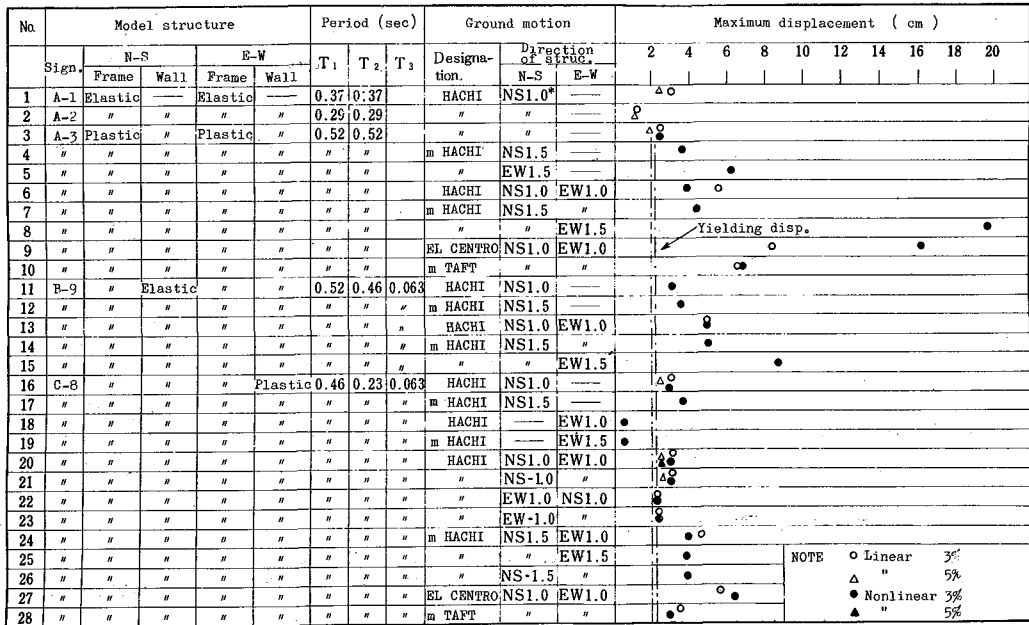 No. Model structure Period (sec) Ground motion Maximum displacement ( cm )
Sign. N-S E-W T1 T2 T3 Designa-tion. Direction of struc. 2 4 6 8 10 12 14 16 18 20
Frame Wall Frame Wall N-S E-W
1 A-1 Elastic — Elastic — 0.37 0.37 HACHI NS1.0* —
2 A-2 " " " " 0.29 0.29 " " —
3 A-3 Plastic " Plastic " 0.52 0.52 " " —
4 " " " " " " " m HACHI NS1.5 —
5 " " " " " " " " EW1.5 —
6 " " " " " " " HACHI NS1.0 EW1.0
7 " " " " " " " m HACHI NS1.5 "
8 " " " " " " " " " EW1.5 Yielding disp.
9 " " " " " " " EL CENTRO NS1.0 EW1.0
10 " " " " " " " m TAFT " "
11 B-9 " Elastic " " 0.52 0.46 0.063 HACHI NS1.0 —
12 " " " " " " " " m HACHI NS1.5 —
13 " " " " " " " " HACHI NS1.0 EW1.0
14 " " " " " " " " m HACHI NS1.5 "
15 " " " " " " " " " " EW1.5
16 C-8 " " " Plastic 0.46 0.23 0.063 HACHI NS1.0 —
17 " " " " " " " " m HACHI NS1.5 —
18 " " " " " " " " HACHI — EW1.0
19 " " " " " " " " m HACHI — EW1.5
20 " " " " " " " " HACHI NS1.0 EW1.0
21 " " " " " " " " " NS-1.0 "
22 " " " " " " " " " EW1.0 NS1.0
23 " " " " " " " " " EW-1.0 "
24 " " " " " " " " m HACHI NS1.5 EW1.0
25 " " " " " " " " " " EW1.5
26 " " " " " " " " " NS-1.5 "
27 " " " " " " " " EL CENTRO NS1.0 EW1.0
28 " " " " " " " " m TAFT " "
NOTE ○ Linear 3%
△ " 5%
● Nonlinear 3%
▲ " 5%